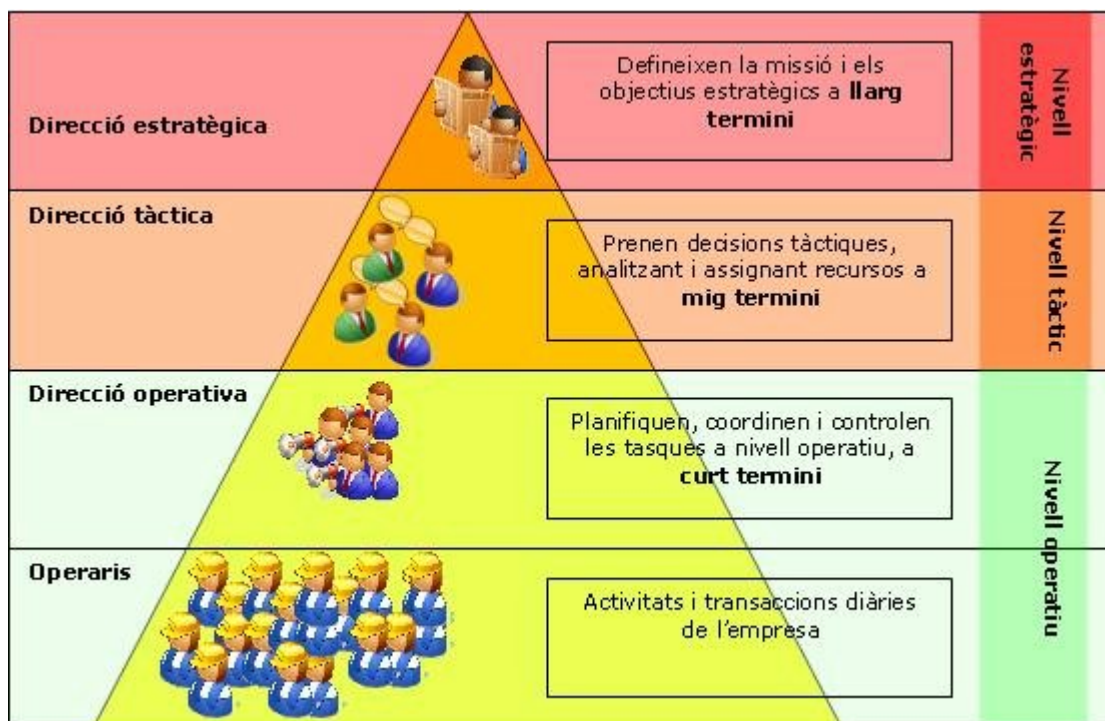 Direcció estratègica
Defineixen la missió i els
objectius estratègics a llarg
termini
Nivell
estratègic
Direcció tàctica
Prenen decisions tàctiques,
analitzant i assignant recursos a
mig termini
Nivell tàctic
Direcció operativa
Planifiquen, coordinen i controlen
les tasques a nivell operatiu, a
curt termini
Nivell operatiu
Operaris
Activitats i transaccions diàries
de l'empresa